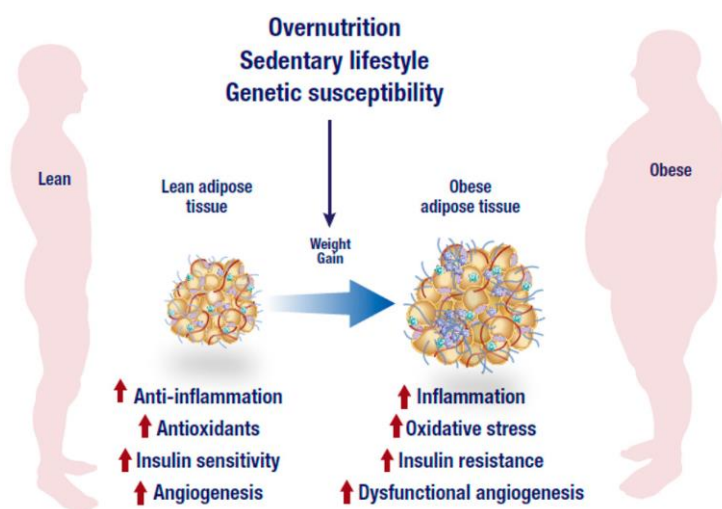 Overnutrition
Sedentary lifestyle
Genetic susceptibility
Lean
Obese
Lean adipose
tissue
Obese
adipose tissue
Weight
Gain
Anti-inflammation
Antioxidants
Insulin sensitivity
Angiogenesis
Inflammation
Oxidative stress
Insulin resistance
Dysfunctional angiogenesis